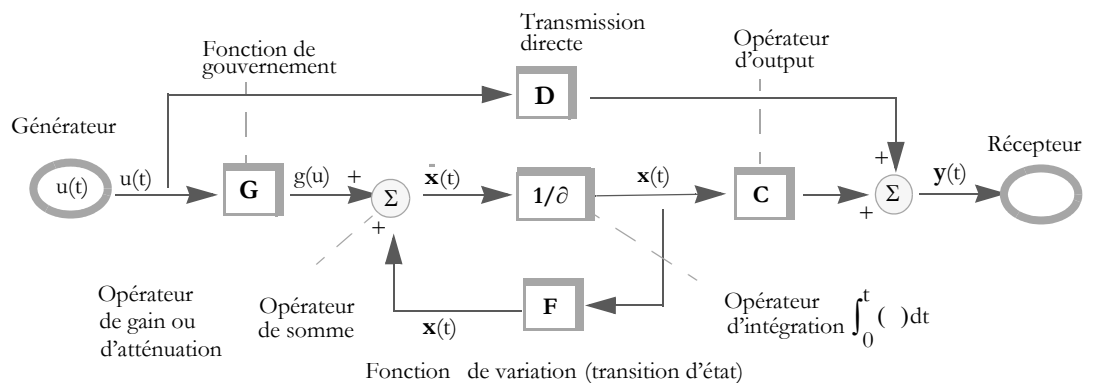 Transmission
directe
Fonction de
gouvernement
Opérateur
d'output
D
Générateur
Récepteur
u(t)
u(t)
G
g(u)
+
Σ
+
ẋ(t)
1/∂
x(t)
C
+
+
Σ
y(t)
F
x(t)
Opérateur
de gain ou
d'atténuation
Opérateur
de somme
Opérateur
d'intégration ∫₀ᵗ ( )dt
Fonction de variation (transition d'état)